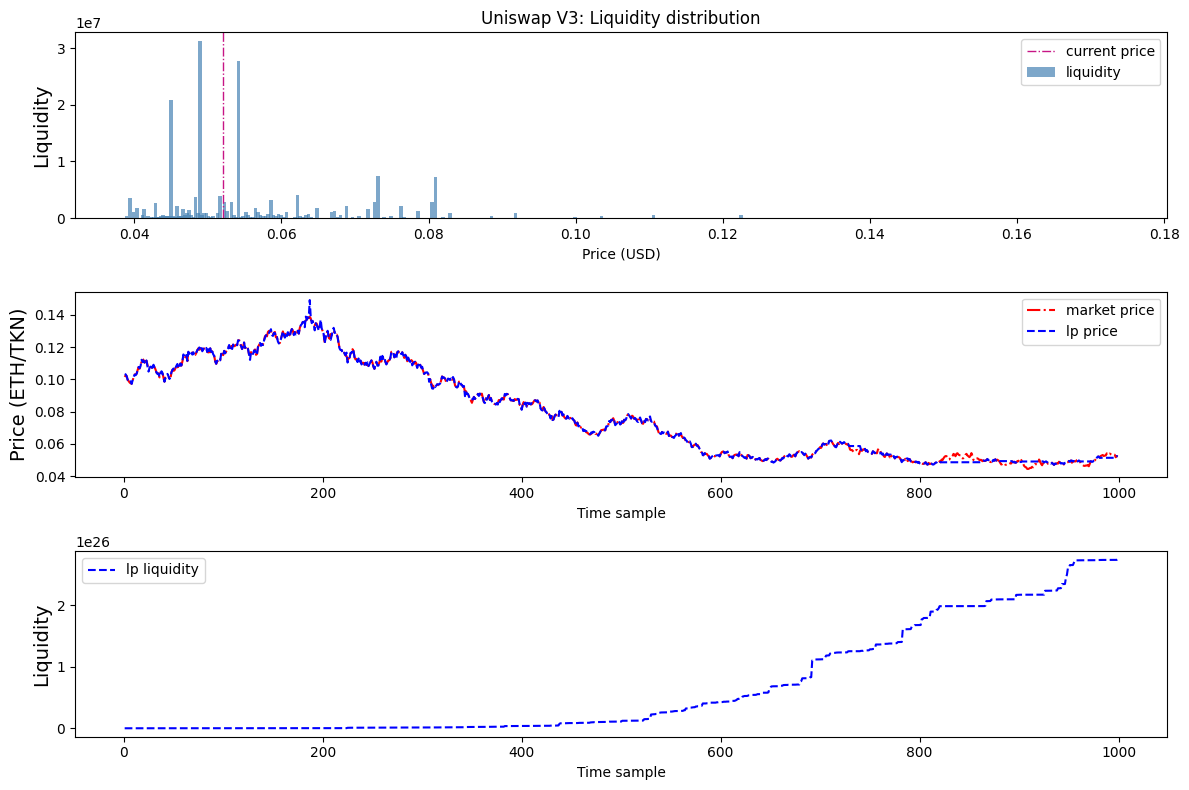 Uniswap V3: Liquidity distribution
1e7
3
2
1
0
Liquidity
current price
liquidity
0.04 0.06 0.08 0.10 0.12 0.14 0.16 0.18
Price (USD)
0.14
0.12
0.10
0.08
0.06
0.04
Price (ETH/TKN)
market price
lp price
0 200 400 600 800 1000
Time sample
1e26
2
1
0
Liquidity
lp liquidity
0 200 400 600 800 1000
Time sample